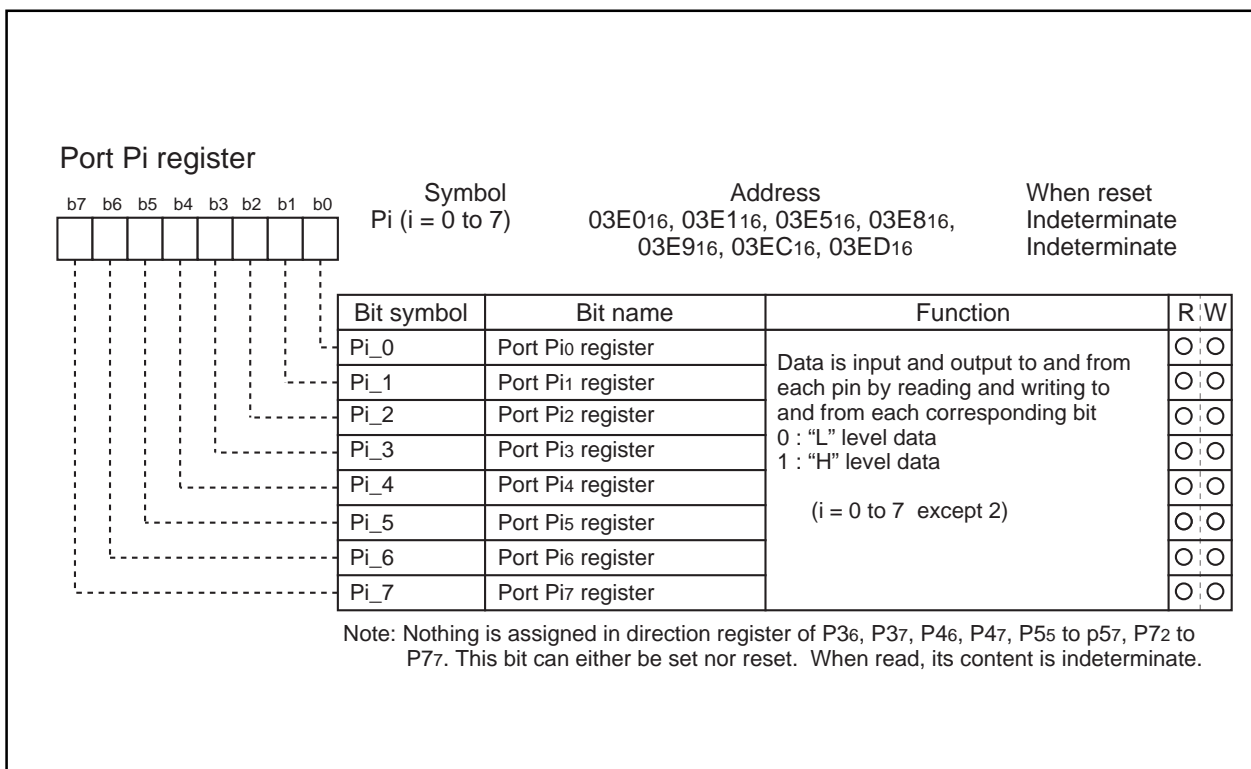 Port Pi register
b7 b6 b5 b4 b3 b2 b1 b0
Symbol Address When reset
Pi (i = 0 to 7) 03E016, 03E116, 03E516, 03E816, Indeterminate
03E916, 03EC16, 03ED16 Indeterminate
Bit symbol Bit name Function R W
Pi_0 Port Pi0 register
Pi_1 Port Pi1 register
Pi_2 Port Pi2 register
Pi_3 Port Pi3 register
Pi_4 Port Pi4 register
Pi_5 Port Pi5 register
Pi_6 Port Pi6 register
Pi_7 Port Pi7 register
Data is input and output to and from
each pin by reading and writing to
and from each corresponding bit
0 : “L” level data
1 : “H” level data
(i = 0 to 7 except 2)
Note: Nothing is assigned in direction register of P36, P37, P46, P47, P55 to p57, P72 to
P77. This bit can either be set nor reset. When read, its content is indeterminate.